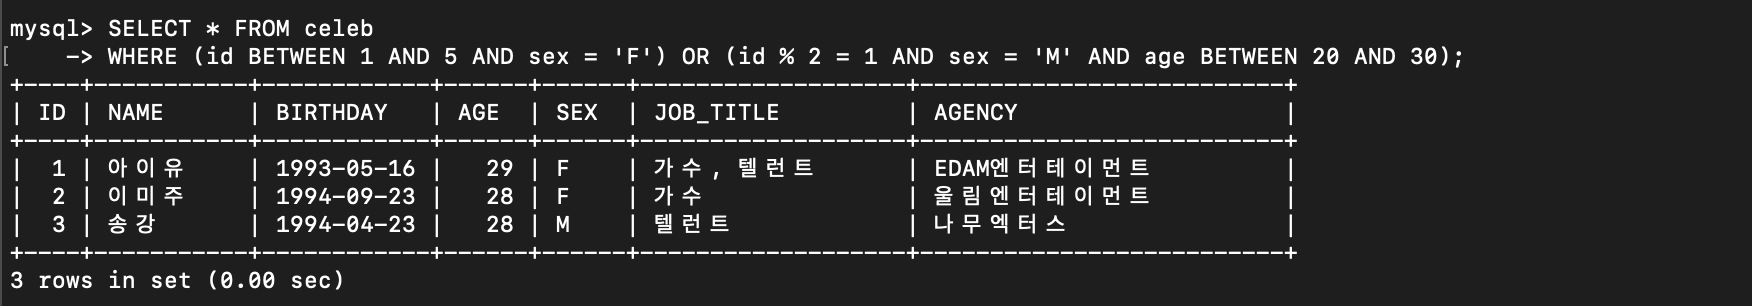 mysql> SELECT * FROM celeb
[    -> WHERE (id BETWEEN 1 AND 5 AND sex = 'F') OR (id % 2 = 1 AND sex = 'M' AND age BETWEEN 20 AND 30);
+----+-----------+------------+------+------+-------------------+--------------------------+
| ID | NAME      | BIRTHDAY   | AGE  | SEX  | JOB_TITLE         | AGENCY                   |
+----+-----------+------------+------+------+-------------------+--------------------------+
|  1 | 아이유    | 1993-05-16 |   29 | F    | 가수, 텔런트      | EDAM엔터테이먼트         |
|  2 | 이미주    | 1994-09-23 |   28 | F    | 가수              | 울림엔터테이먼트         |
|  3 | 송강      | 1994-04-23 |   28 | M    | 텔런트            | 나무엑터스               |
+----+-----------+------------+------+------+-------------------+--------------------------+
3 rows in set (0.00 sec)